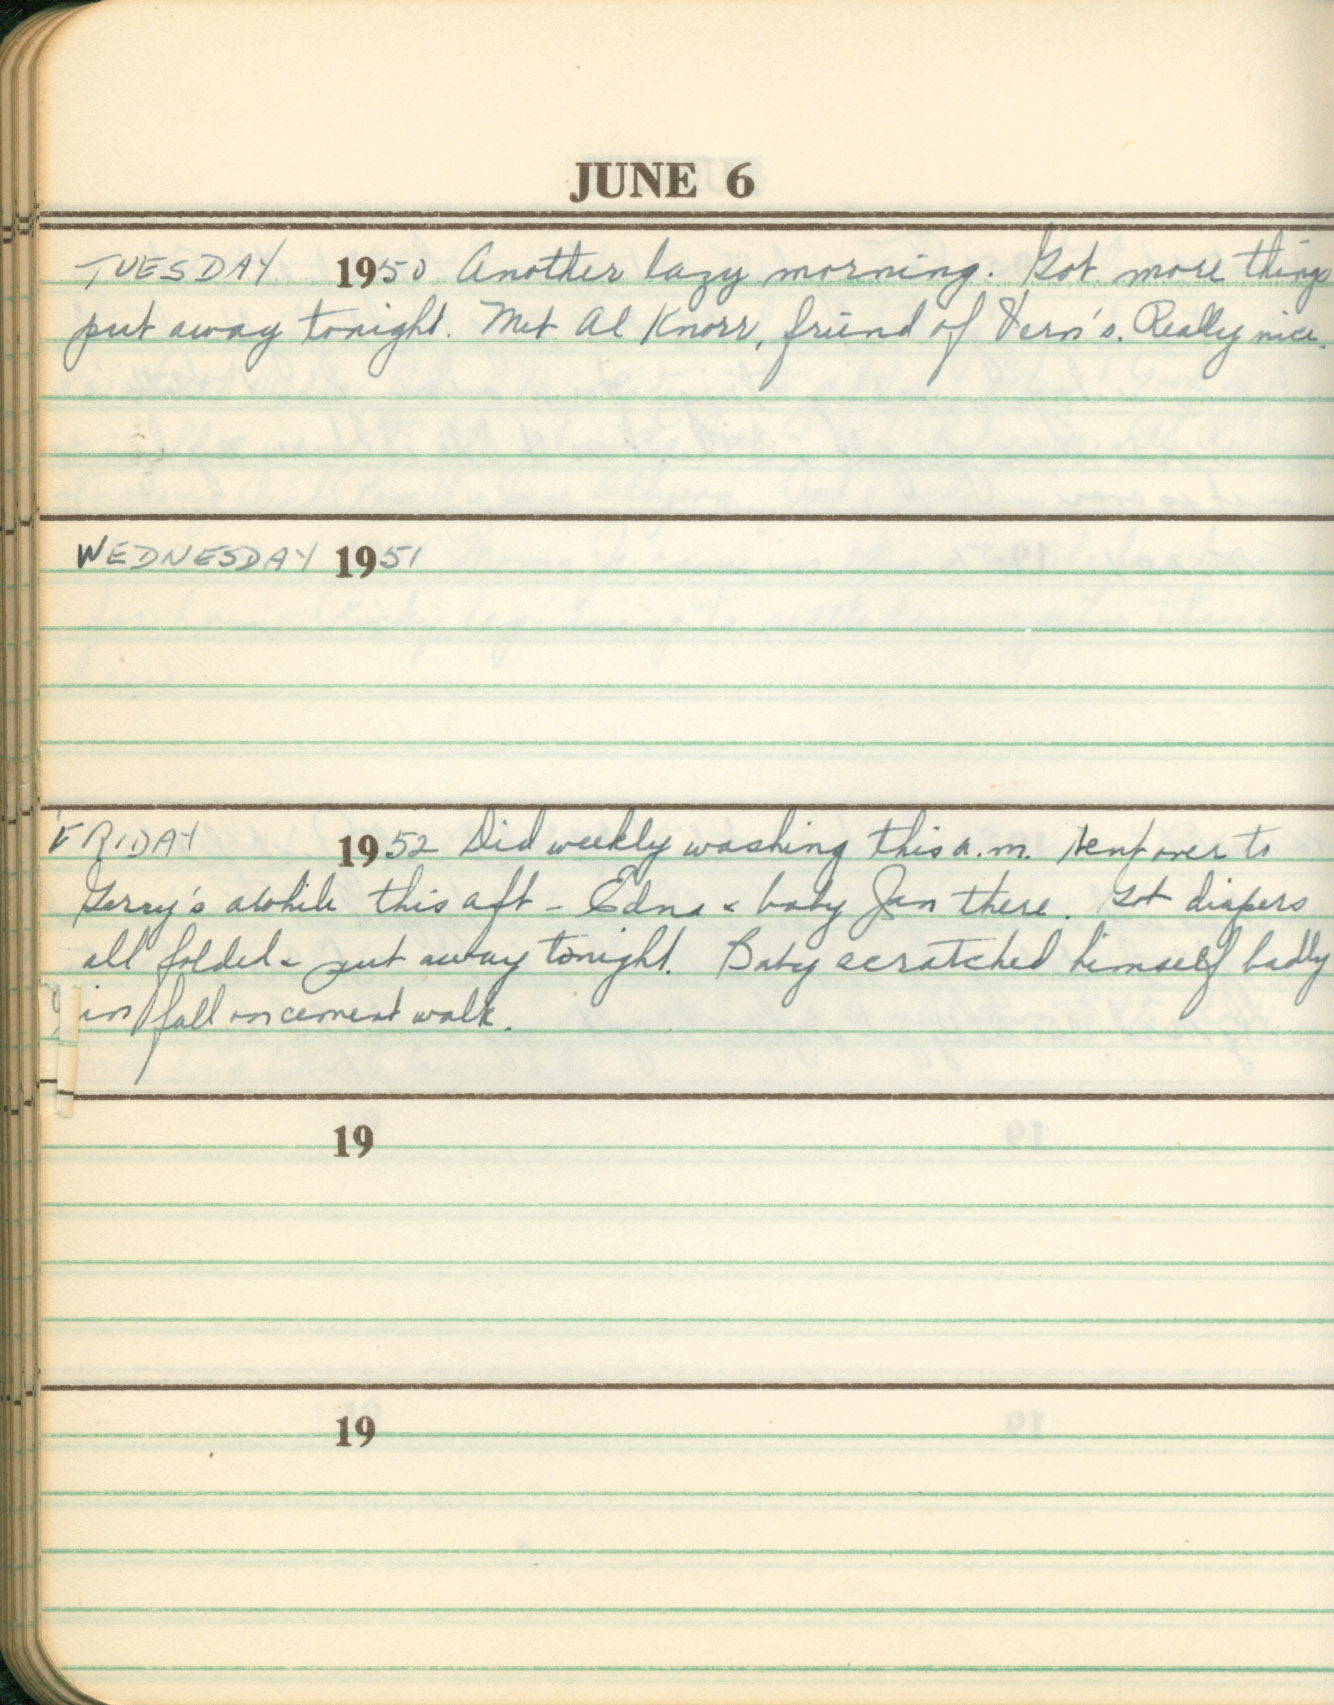 JUNE 6
TUESDAY 1950 Another lazy morning. Got more things
put away tonight. Met Al Knorr, friend of Vern's. Really nice.
WEDNESDAY 1951
FRIDAY 1952 Did weekly washing this a.m. Went over to
Gerry's awhile this aft - Edna & baby Jan there. Got diapers
all folded & put away tonight. Baby scratched himself badly
in fall on cement walk.
19
19